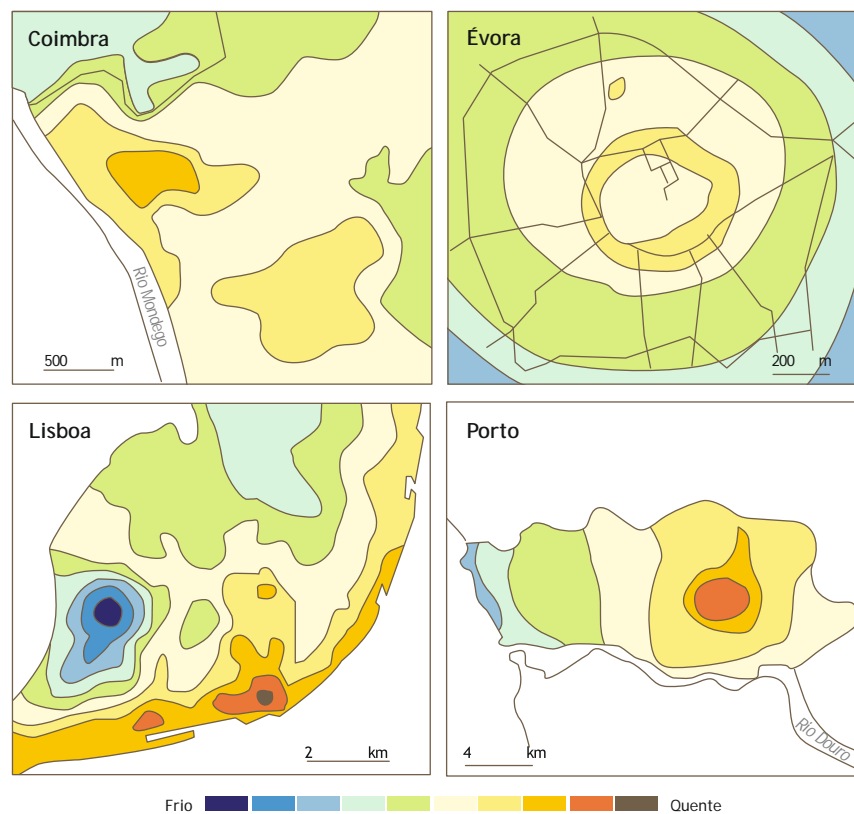 Coimbra
Rio Mondego
500 m
Évora
200 m
Lisboa
2 km
Porto
Rio Douro
4 km
Frio Quente